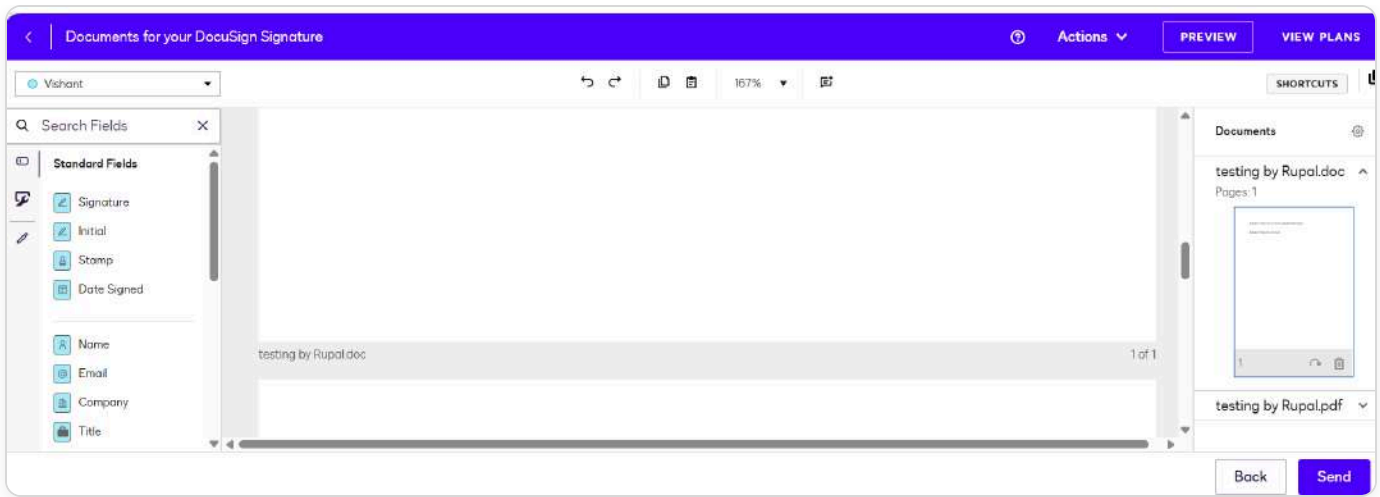 Documents for your DocuSign Signature
Actions
PREVIEW
VIEW PLANS
Vishant
167%
SHORTCUTS
Search Fields
Standard Fields
Signature
Initial
Stamp
Date Signed
Name
Email
Company
Title
testing by Rupal.doc
1 of 1
Documents
testing by Rupal.doc
Pages: 1
1
testing by Rupal.pdf
Back
Send